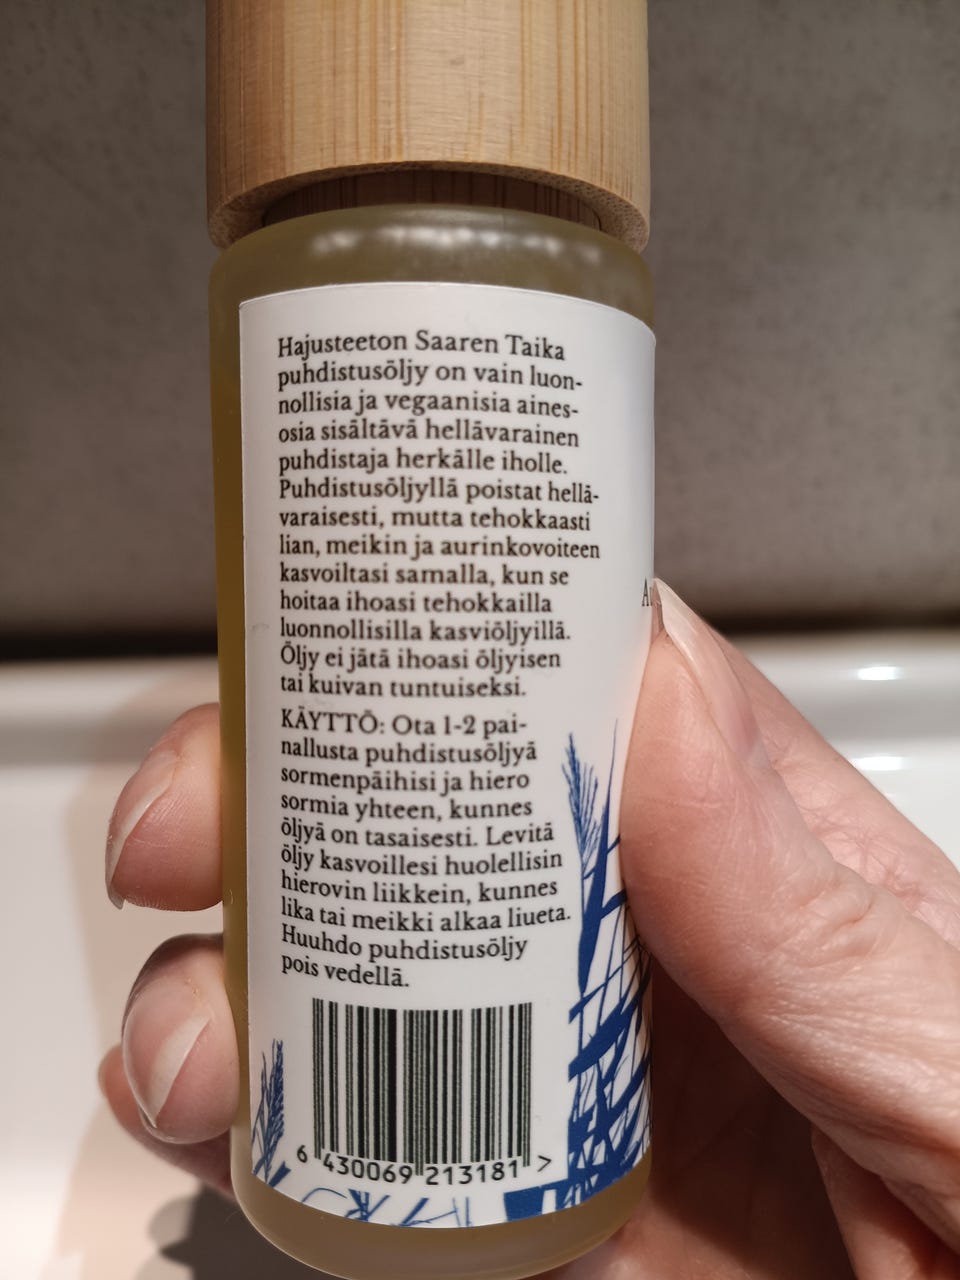 Hajusteeton Saaren Taika
puhdistusöljy on vain luon-
nollisia ja vegaanisia aines-
osia sisältävä hellävarainen
puhdistaja herkälle iholle.
Puhdistusöljyllä poistat hellä-
varaisesti, mutta tehokkaasti
lian, meikin ja aurinkovoiteen
kasvoiltasi samalla, kun se
hoitaa ihoasi tehokkailla
luonnollisilla kasviöljyillä.
Öljy ei jätä ihoasi öljyisen
tai kuivan tuntuiseksi.
KÄYTTÖ: Ota 1-2 pai-
nallusta puhdistusöljyä
sormenpäihisi ja hiero
sormia yhteen, kunnes
öljyä on tasaisesti. Levitä
öljy kasvoillesi huolellisin
hierovin liikkein, kunnes
lika tai meikki alkaa liueta.
Huuhdo puhdistusöljy
pois vedellä.
6 430069 213181 >